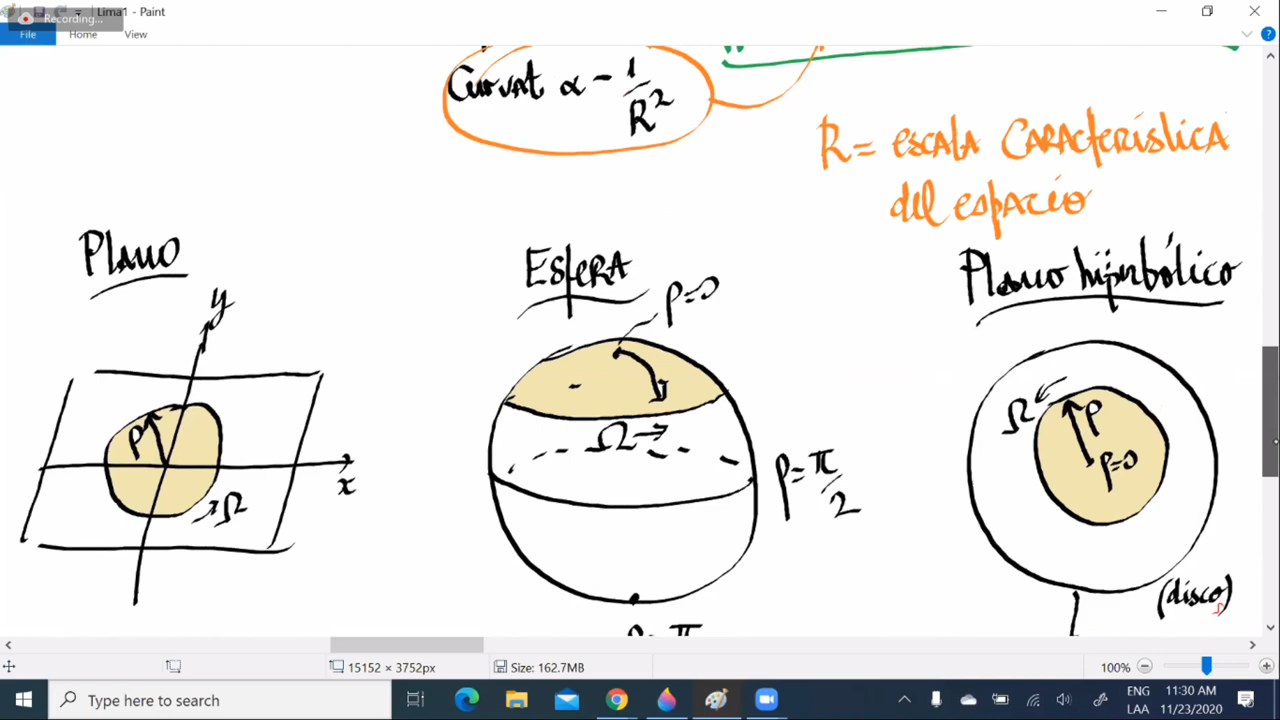 Recording...
Lima1 - Paint
File Home View
Curvat α - 1/R²
R = escala CARActerística
del espacio
Plano
Esfera
Plano hiperbólico
ρ=0
y
ρ
x
Ω
Ω
ρ=π/2
Ω
ρ
ρ=0
(disco)
15152 × 3752px
Size: 162.7MB
100%
Type here to search
ENG
LAA
11:30 AM
11/23/2020